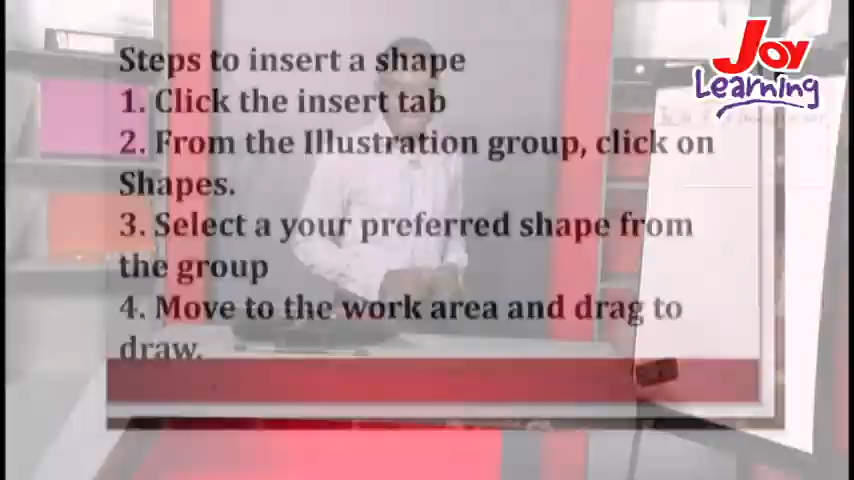 JOY
Learning
Steps to insert a shape
1. Click the insert tab
2. From the Illustration group, click on
Shapes.
3. Select a your preferred shape from
the group
4. Move to the work area and drag to
draw.